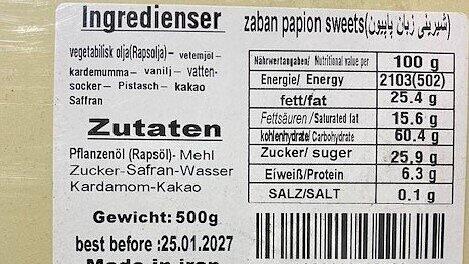 Ingredienser
vegetabilisk olja(Rapsolja)– vetemjöl–
kardemumma– vanilj– vatten-
socker– Pistasch– kakao
Saffran
Zutaten
Pflanzenöl (Rapsöl)- Mehl
Zucker-Safran-Wasser
Kardamom-Kakao
Gewicht: 500g
best before :25.01.2027
Made in iran
zaban papion sweets(شیرینی زبان پاپیون)
Nährwertangaben/ Nutritional value per 100 g
Energie/ Energy 2103(502)
fett/fat 25.4 g
Fettsäuren /Saturated fat 15.6 g
kohlenhydrate/ Carbohydrate 60.4 g
Zucker/ suger 25.9 g
Eiweiß/Protein 6.3 g
SALZ/SALT 0.1 g